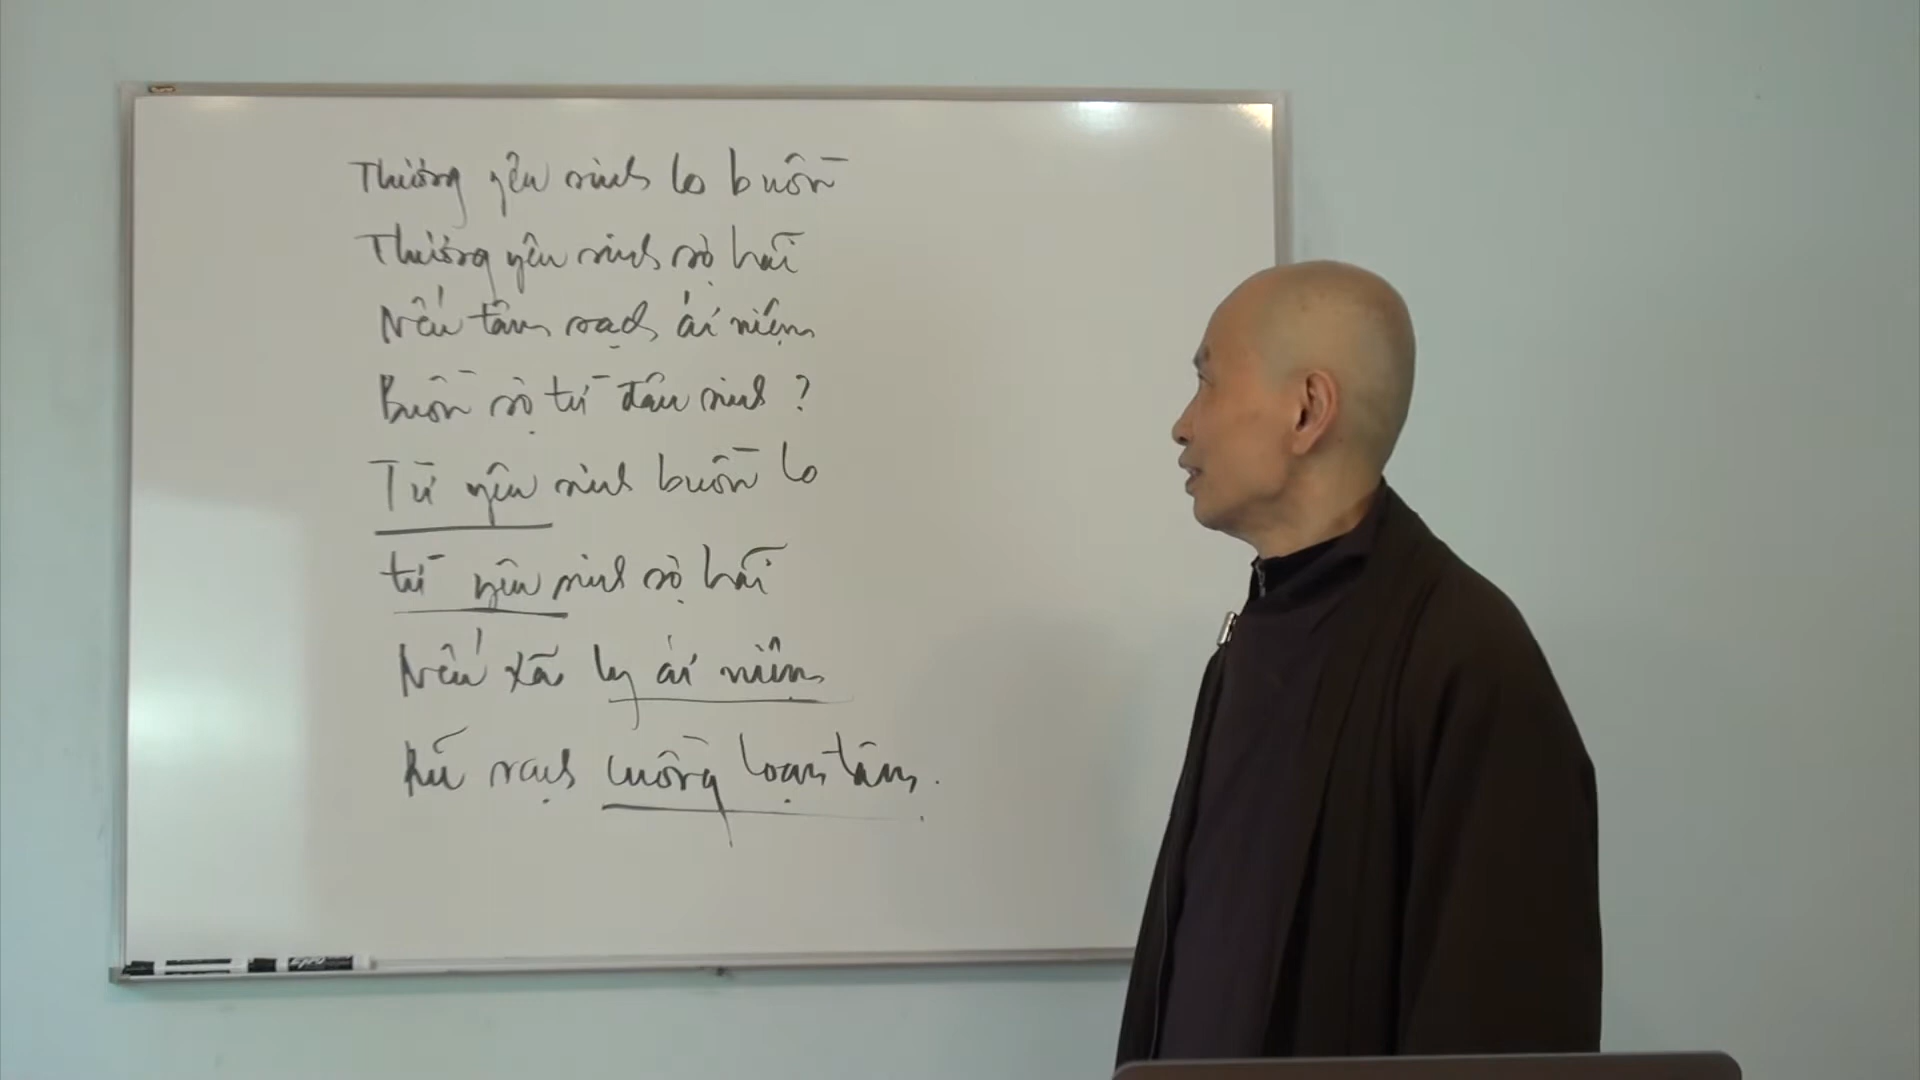 Thương yêu sinh lo buồn
Thương yêu sinh sợ hãi
Nếu tâm sạch ái niệm
Buồn sợ từ đâu sinh?
Từ yêu sinh buồn lo
từ yêu sinh sợ hãi
Nếu xả ly ái niệm
sạch cuồng loạn tâm.
EXPO